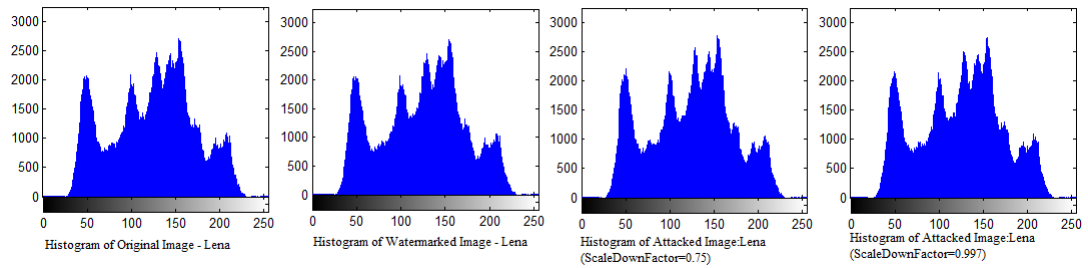 3000
2500
2000
1500
1000
500
0
0 50 100 150 200 250
Histogram of Original Image - Lena
3000
2500
2000
1500
1000
500
0
0 50 100 150 200 250
Histogram of Watermarked Image - Lena
3000
2500
2000
1500
1000
500
0
0 50 100 150 200 250
Histogram of Attacked Image:Lena
(ScaleDownFactor=0.75)
3000
2500
2000
1500
1000
500
0
0 50 100 150 200 250
Histogram of Attacked Image:Lena
(ScaleDownFactor=0.997)